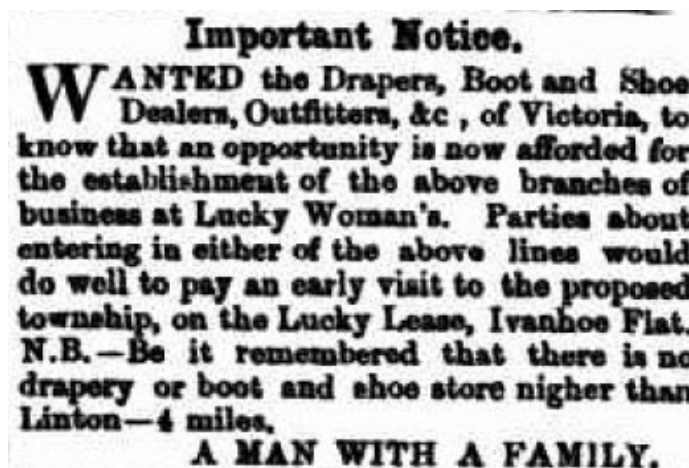 Important Notice.
WANTED the Drapers, Boot and Shoe
Dealers, Outfitters, &c , of Victoria, to
know that an opportunity is now afforded for
the establishment of the above branches of
business at Lucky Woman's. Parties about
entering in either of the above lines would
do well to pay an early visit to the proposed
township, on the Lucky Lease, Ivanhoe Flat.
N.B.—Be it remembered that there is no
drapery or boot and shoe store nigher than
Linton—4 miles.
A MAN WITH A FAMILY.